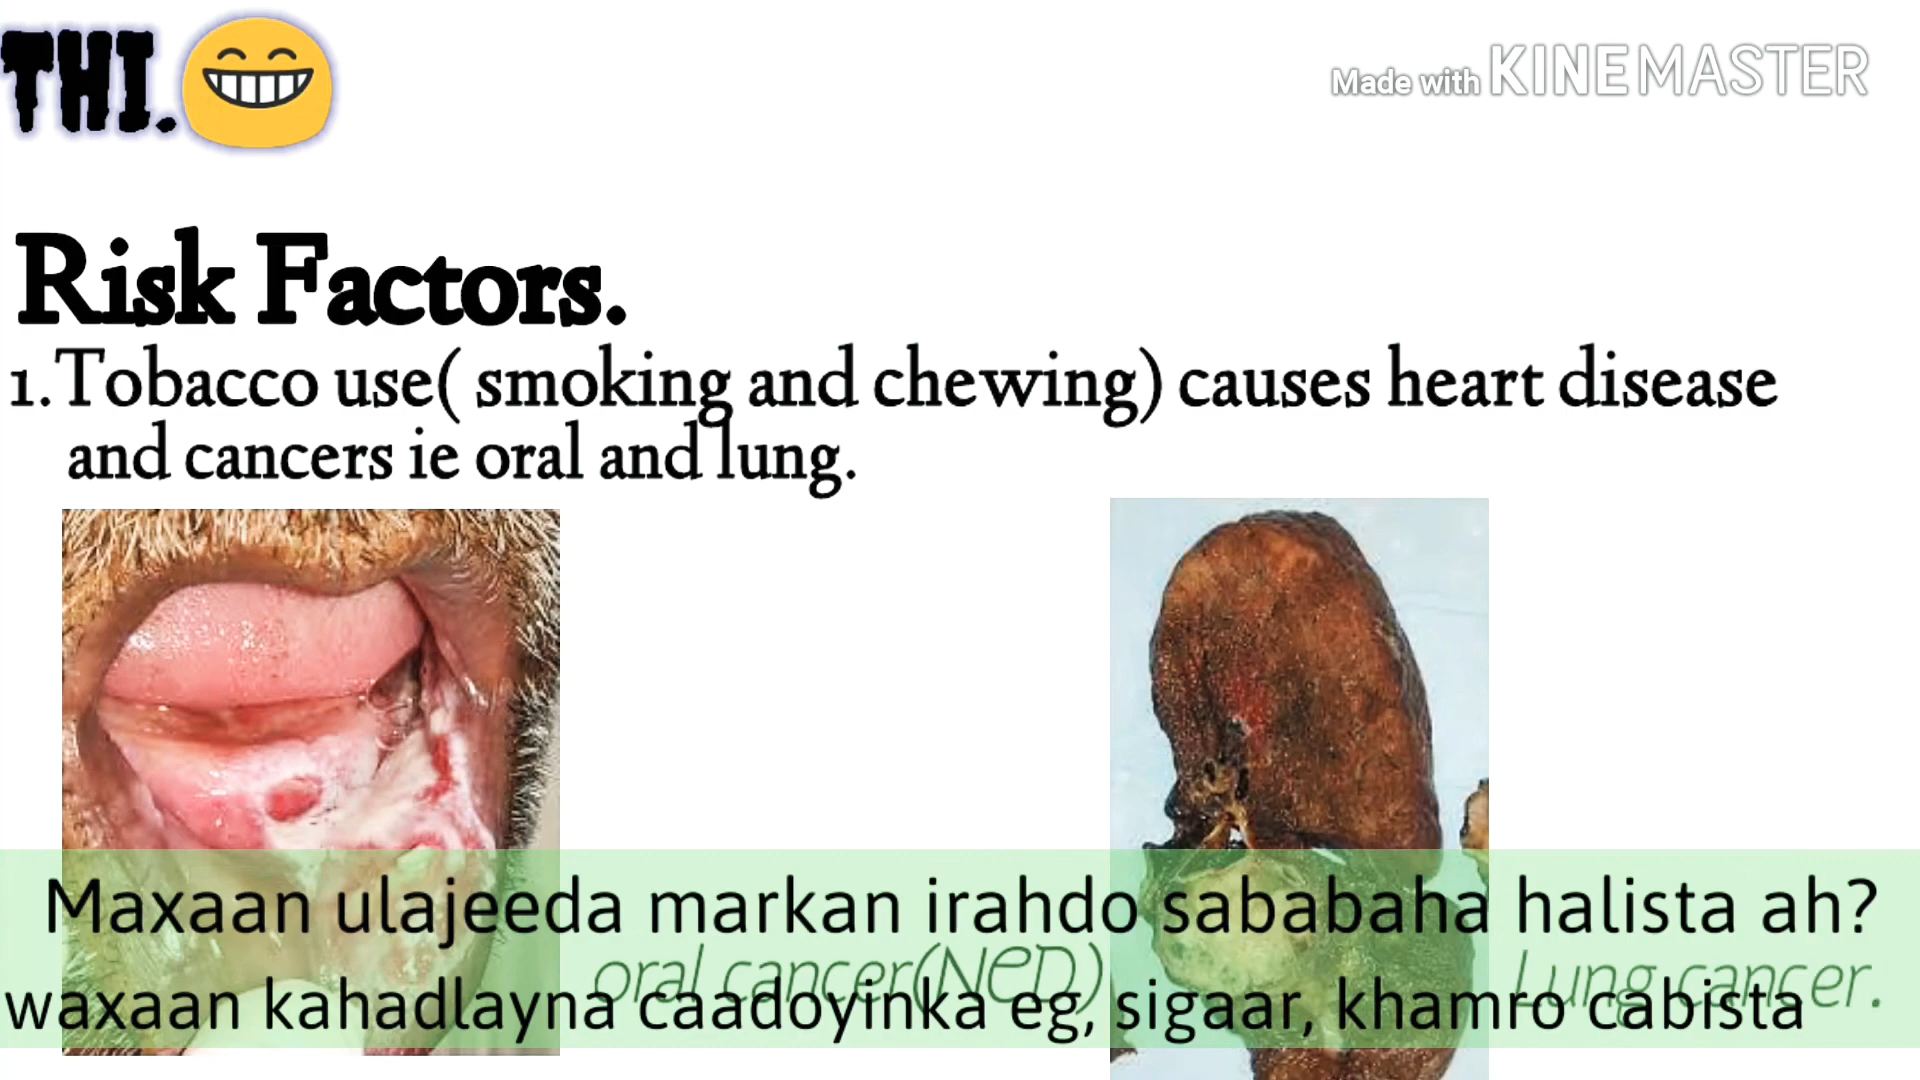 THI.
Made with KINEMASTER
Risk Factors.
1.Tobacco use( smoking and chewing) causes heart disease
and cancers ie oral and lung.
Maxaan ulajeeda markan irahdo sababaha halista ah?
oral cancer(NED)
Lung cancer.
waxaan kahadlayna caadoyinka eg, sigaar, khamro cabista